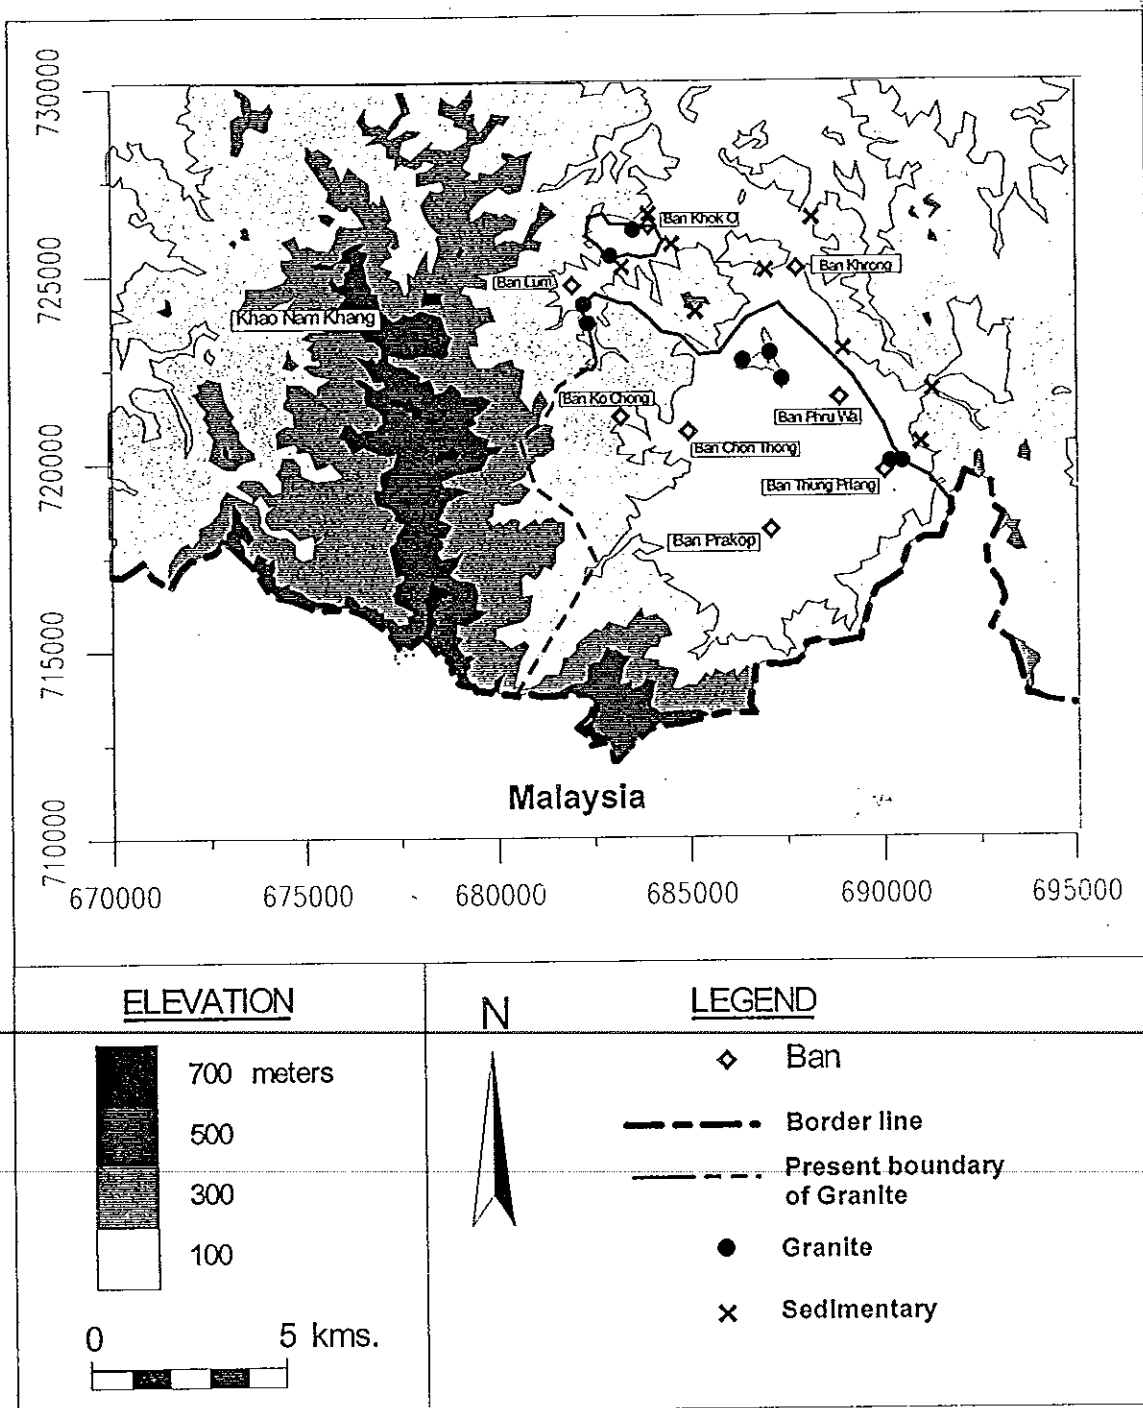 730000
725000
720000
715000
710000
Ban Khok O
Ban Khrong
Ban Lum
Khao Nam Khang
Ban Ko Chong
Ban Phru Wa
Ban Chon Thong
Ban Thung Priang
Ban Prakop
Malaysia
670000 675000 680000 685000 690000 695000
ELEVATION
700 meters
500
300
100
0 5 kms.
N
LEGEND
Ban
Border line
Present boundary
of Granite
Granite
Sedimentary